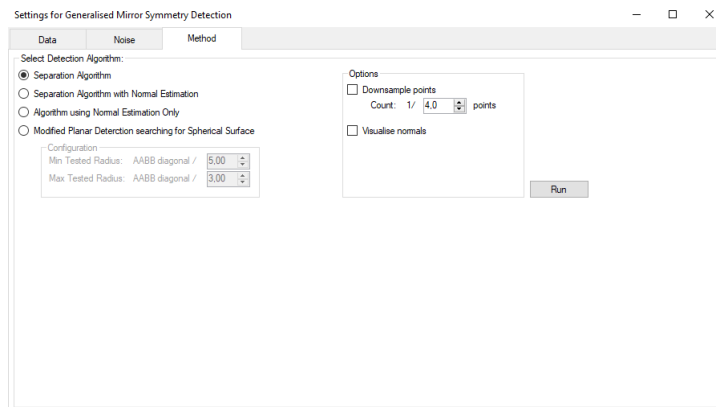 Settings for Generalised Mirror Symmetry Detection
Data Noise Method
Select Detection Algorithm:
Separation Algorithm
Separation Algorithm with Normal Estimation
Algorithm using Normal Estimation Only
Modified Planar Deterction searching for Spherical Surface
Configuration
Min Tested Radius: AABB diagonal / 5,00
Max Tested Radius: AABB diagonal / 3,00
Options
Downsample points
Count: 1/ 4,0 points
Visualise normals
Run